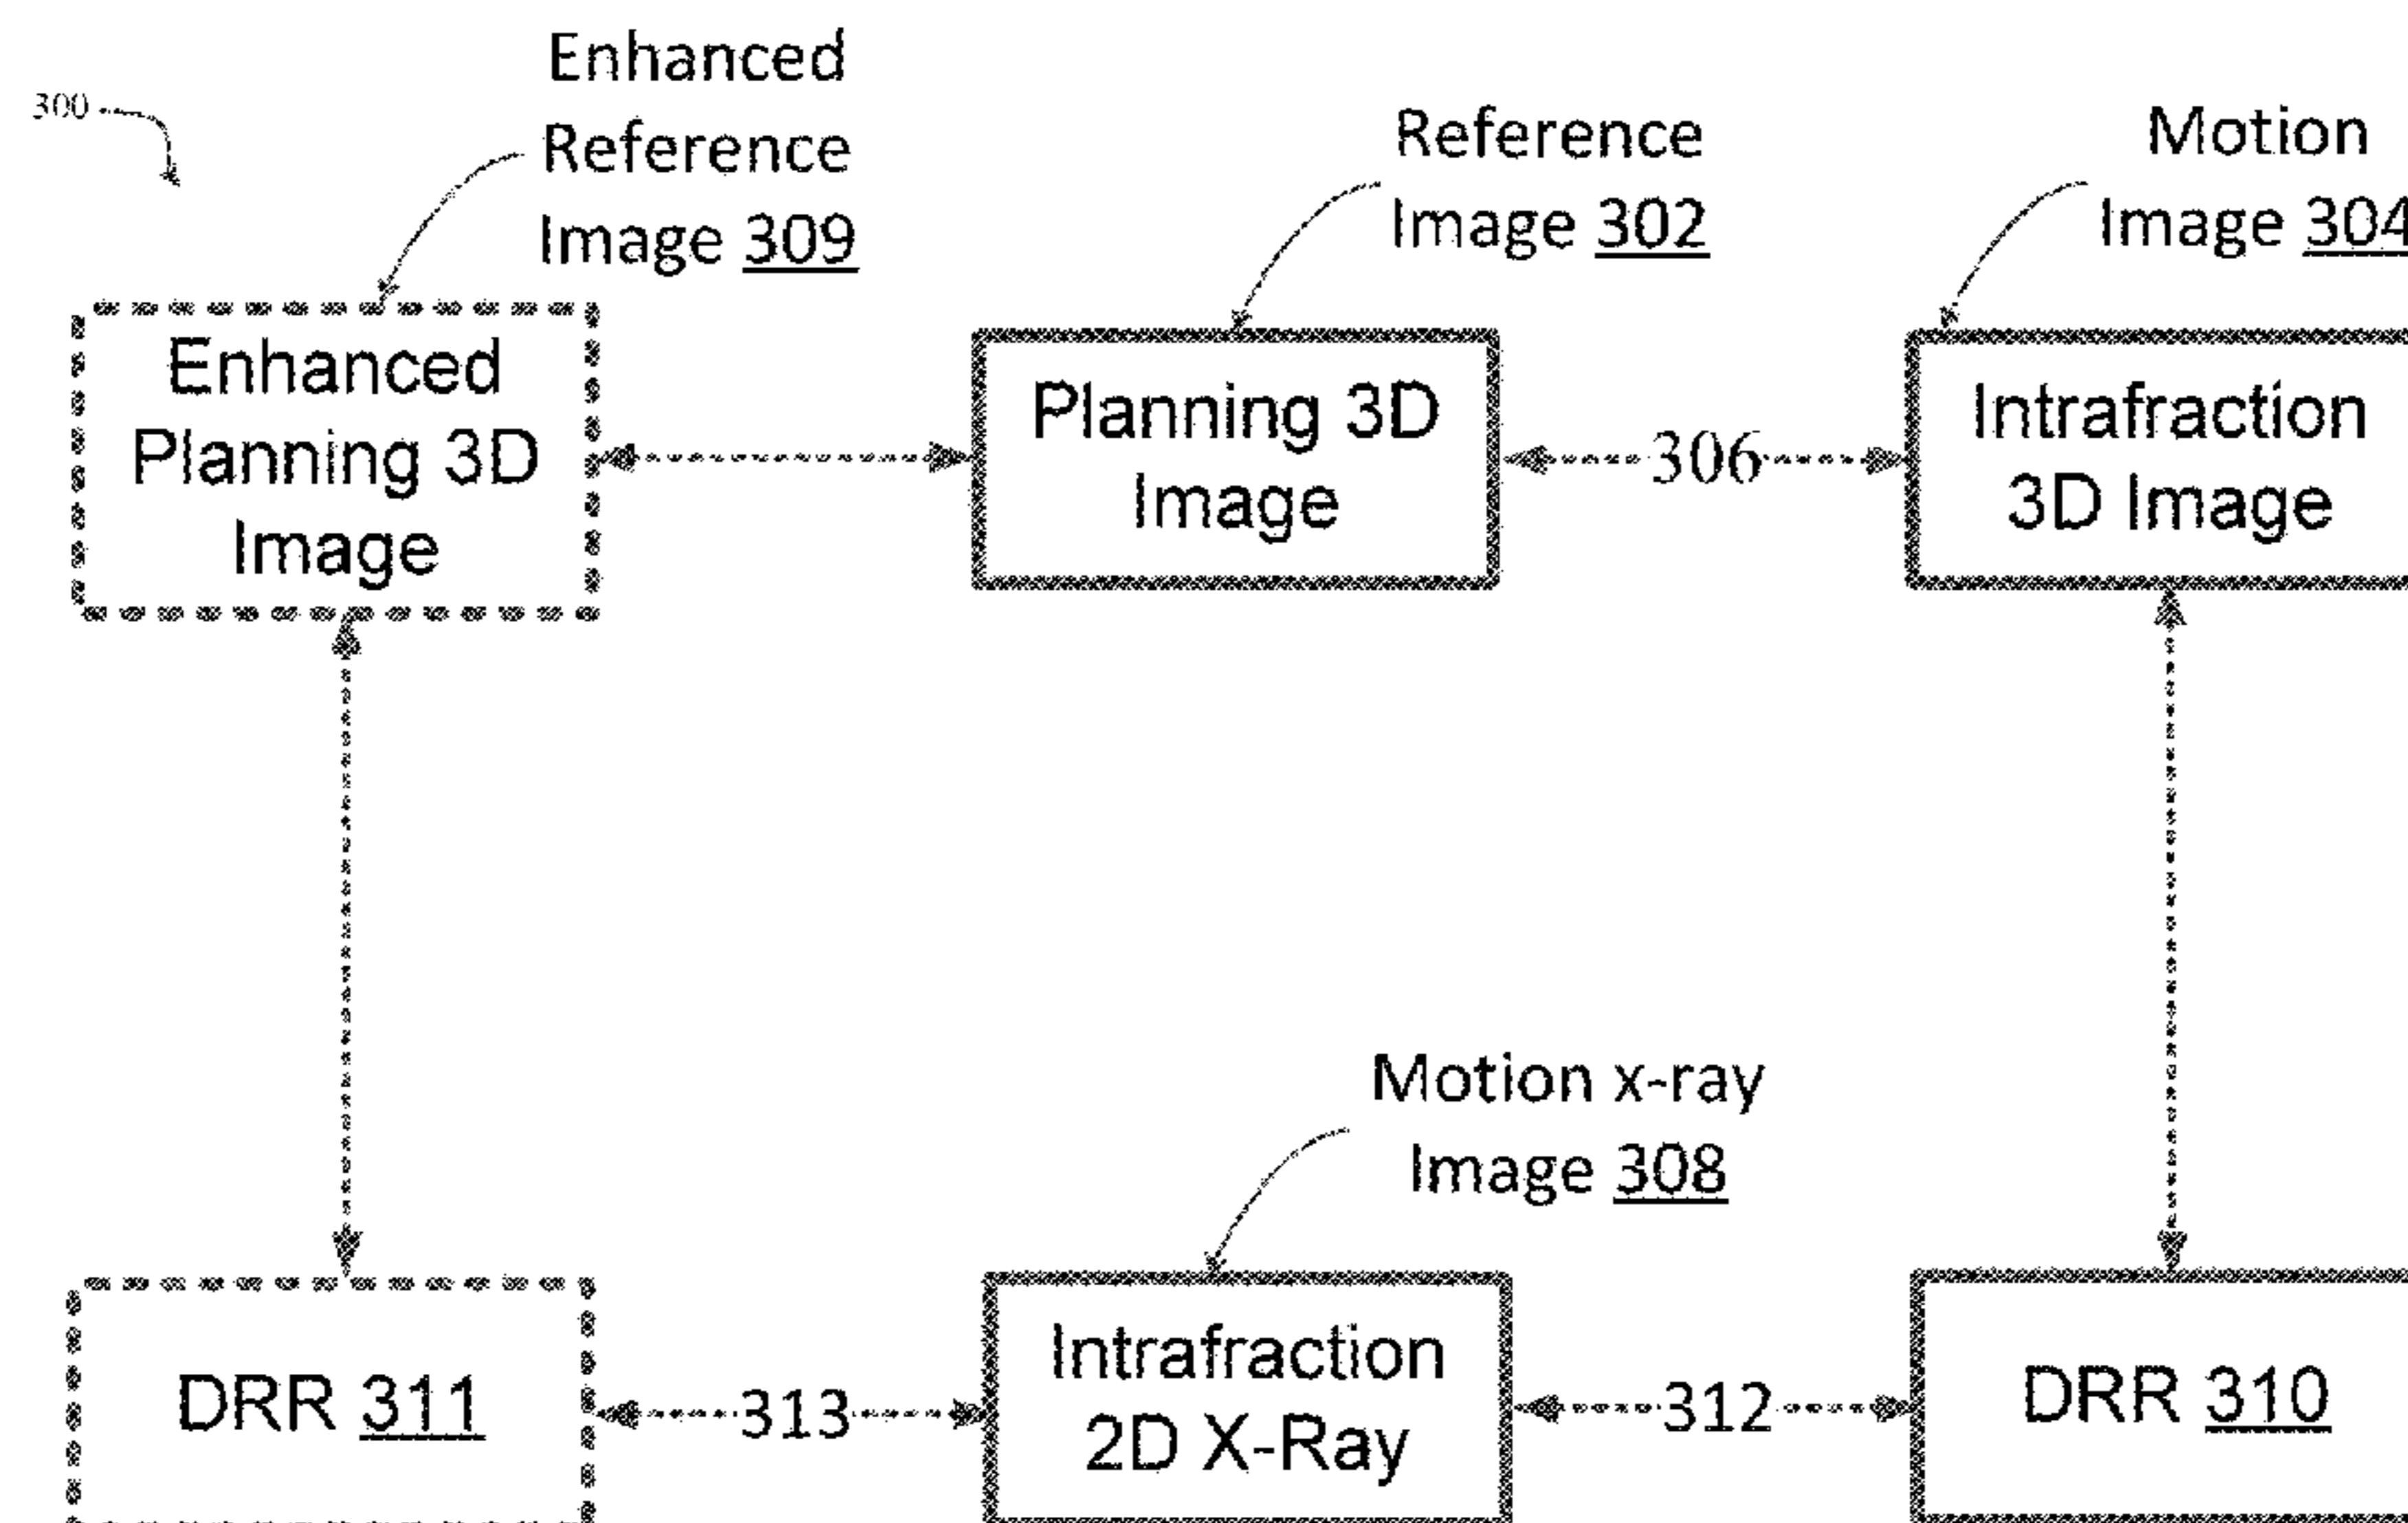 300
Enhanced
Reference
Image 309
Reference
Image 302
Motion
Image 304
Enhanced
Planning 3D
Image
Planning 3D
Image
306
Intrafraction
3D Image
Motion x-ray
Image 308
DRR 311
313
Intrafraction
2D X-Ray
312
DRR 310